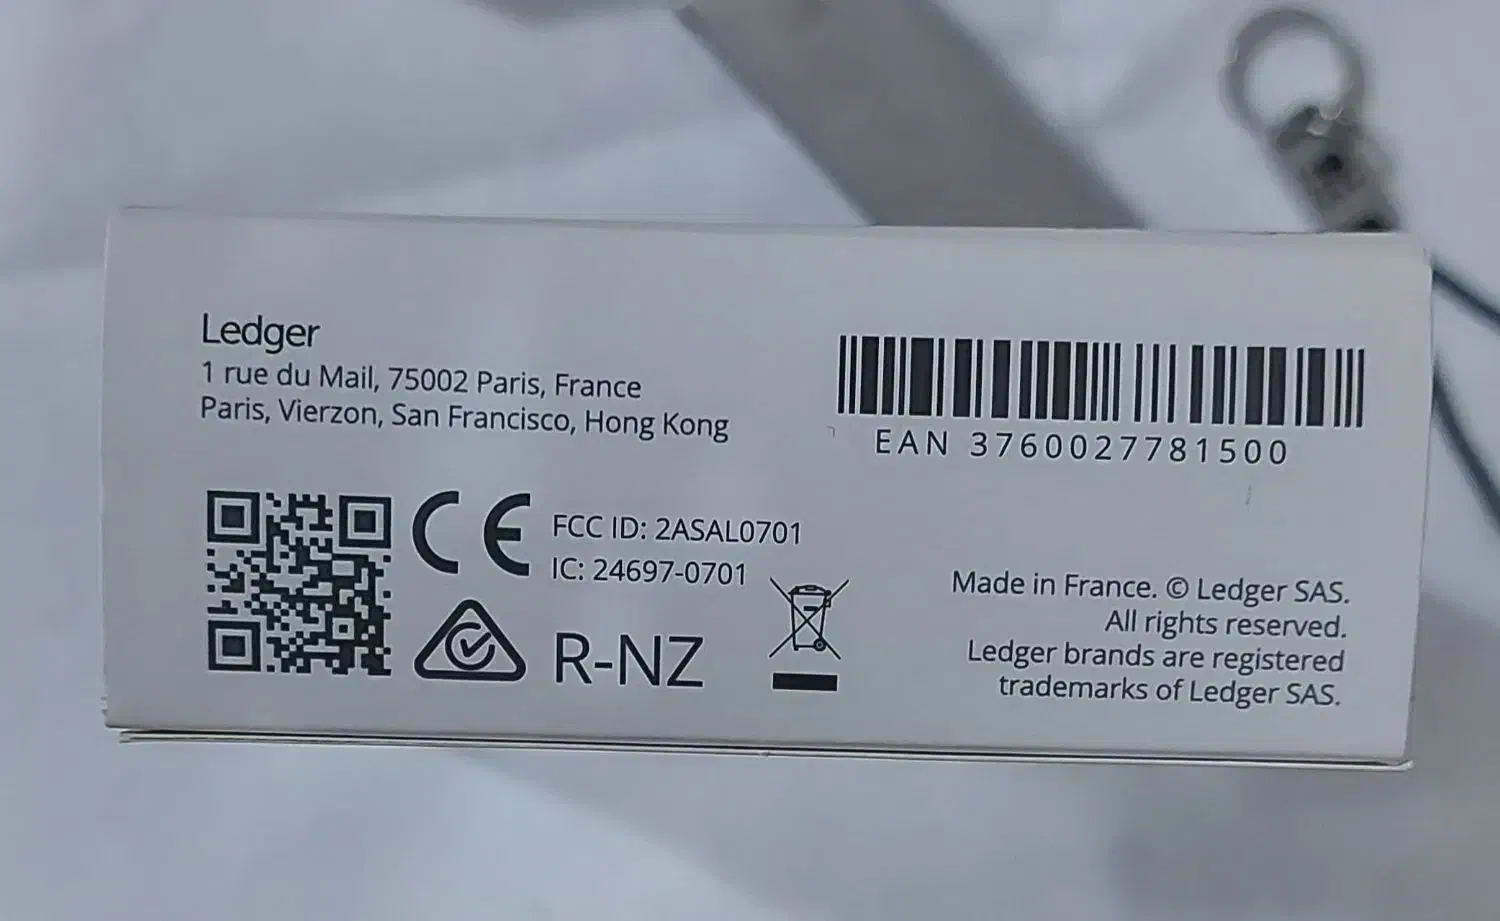 Ledger
1 rue du Mail, 75002 Paris, France
Paris, Vierzon, San Francisco, Hong Kong
EAN 3760027781500
CE
FCC ID: 2ASAL0701
IC: 24697-0701
R-NZ
Made in France. © Ledger SAS.
All rights reserved.
Ledger brands are registered
trademarks of Ledger SAS.